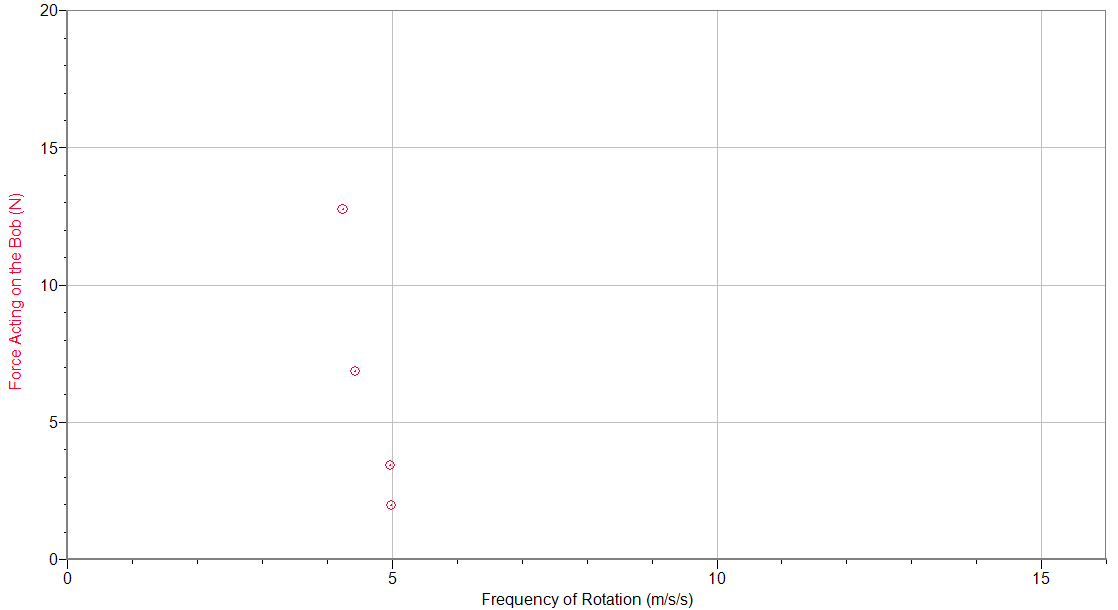 20
15
10
5
0
Force Acting on the Bob (N)
0 5 10 15
Frequency of Rotation (m/s/s)